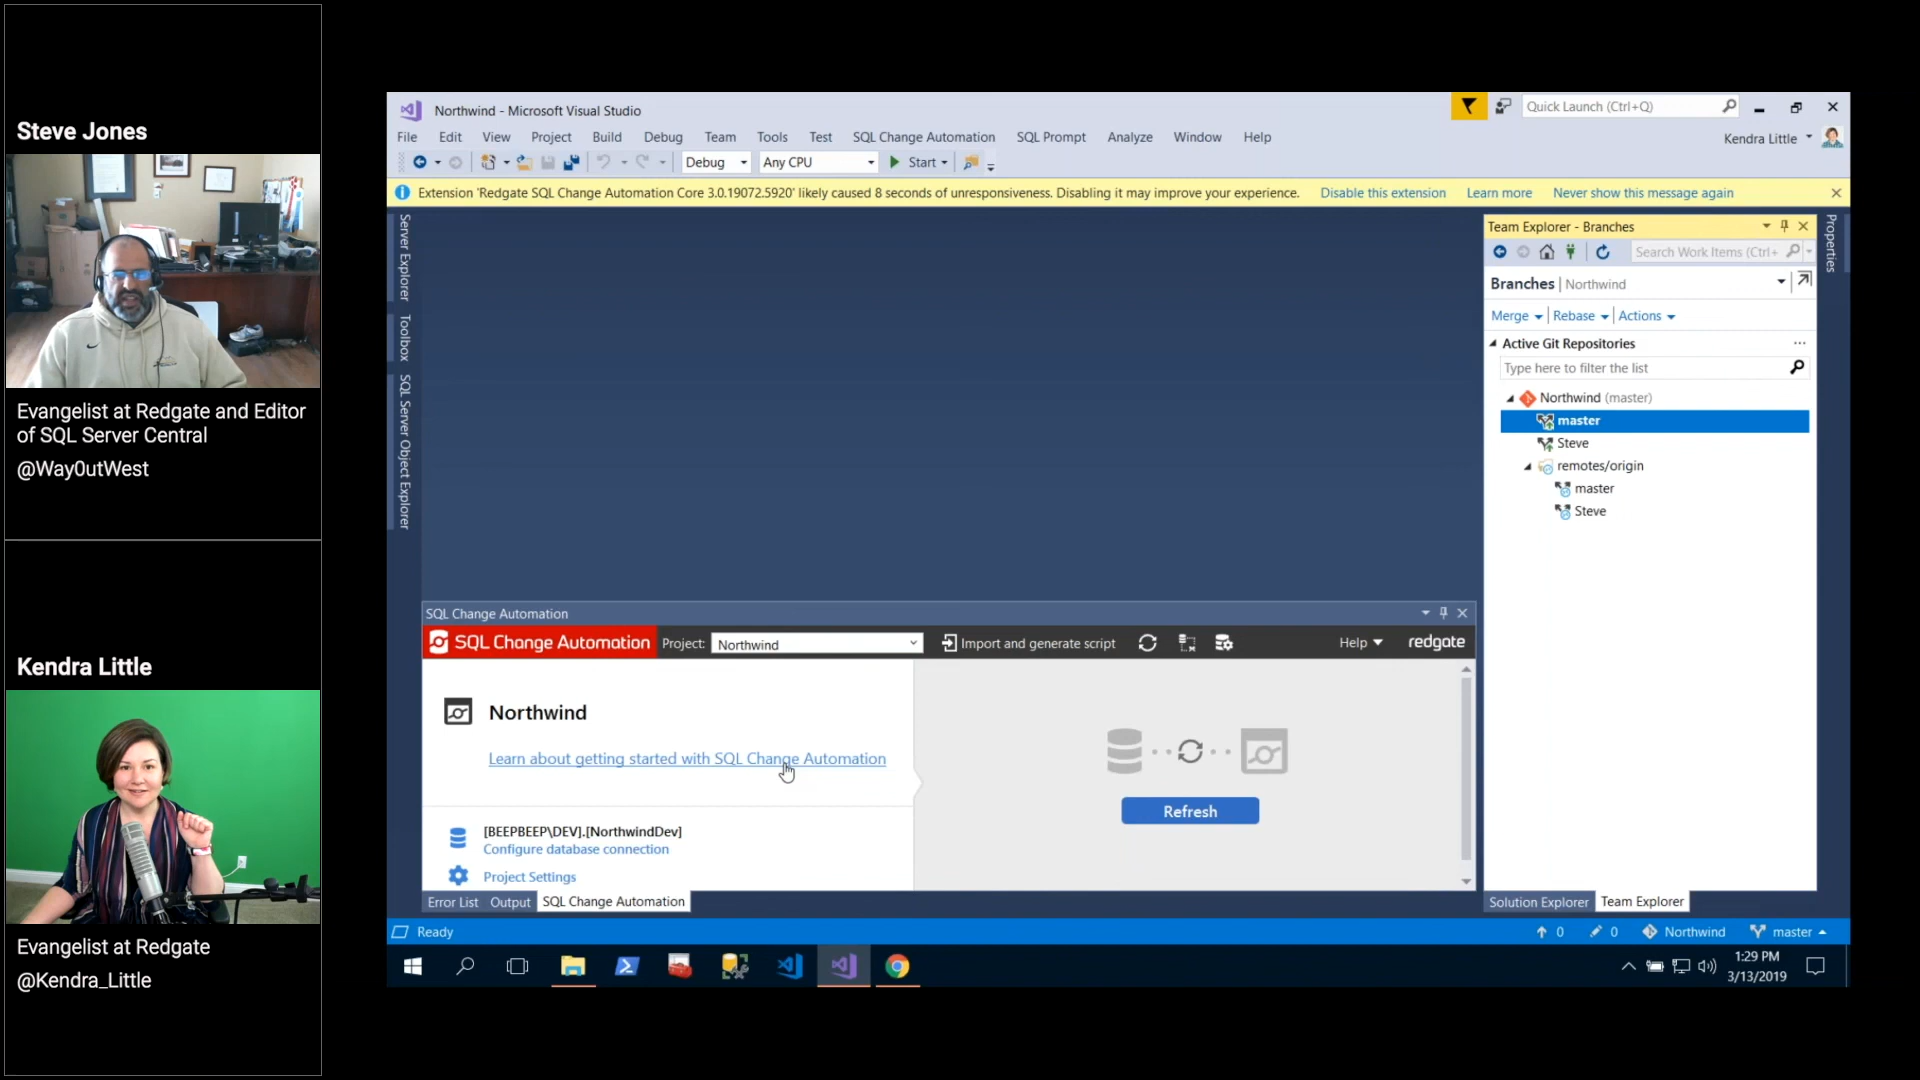 Steve Jones
Evangelist at Redgate and Editor
of SQL Server Central
@Way0utWest
Kendra Little
Evangelist at Redgate
@Kendra_Little
Northwind - Microsoft Visual Studio
Quick Launch (Ctrl+Q)
File Edit View Project Build Debug Team Tools Test SQL Change Automation SQL Prompt Analyze Window Help
Kendra Little
Debug Any CPU Start
Extension 'Redgate SQL Change Automation Core 3.0.19072.5920' likely caused 8 seconds of unresponsiveness. Disabling it may improve your experience. Disable this extension Learn more Never show this message again
Server Explorer
Toolbox
SQL Server Object Explorer
Team Explorer - Branches
Search Work Items (Ctrl+
Branches | Northwind
Merge Rebase Actions
Active Git Repositories
Type here to filter the list
Northwind (master)
master
Steve
remotes/origin
master
Steve
Properties
SQL Change Automation
SQL Change Automation Project: Northwind Import and generate script Help redgate
Northwind
Learn about getting started with SQL Change Automation
[BEEPBEEP\DEV].[NorthwindDev]
Configure database connection
Project Settings
Refresh
Error List Output SQL Change Automation
Solution Explorer Team Explorer
Ready
0 0 Northwind master
1:29 PM
3/13/2019